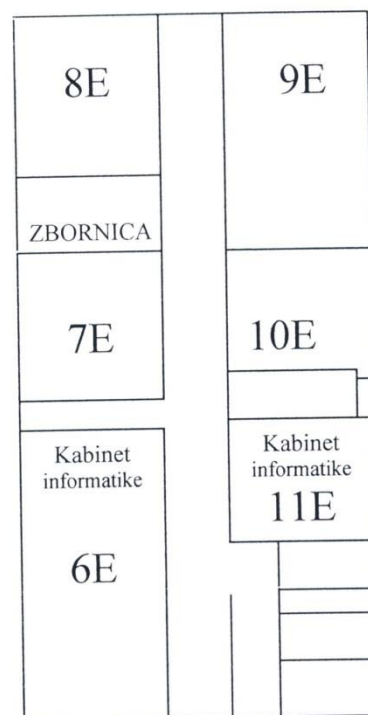 8E
9E
ZBORNICA
7E
10E
Kabinet
informatike
6E
Kabinet
informatike
11E